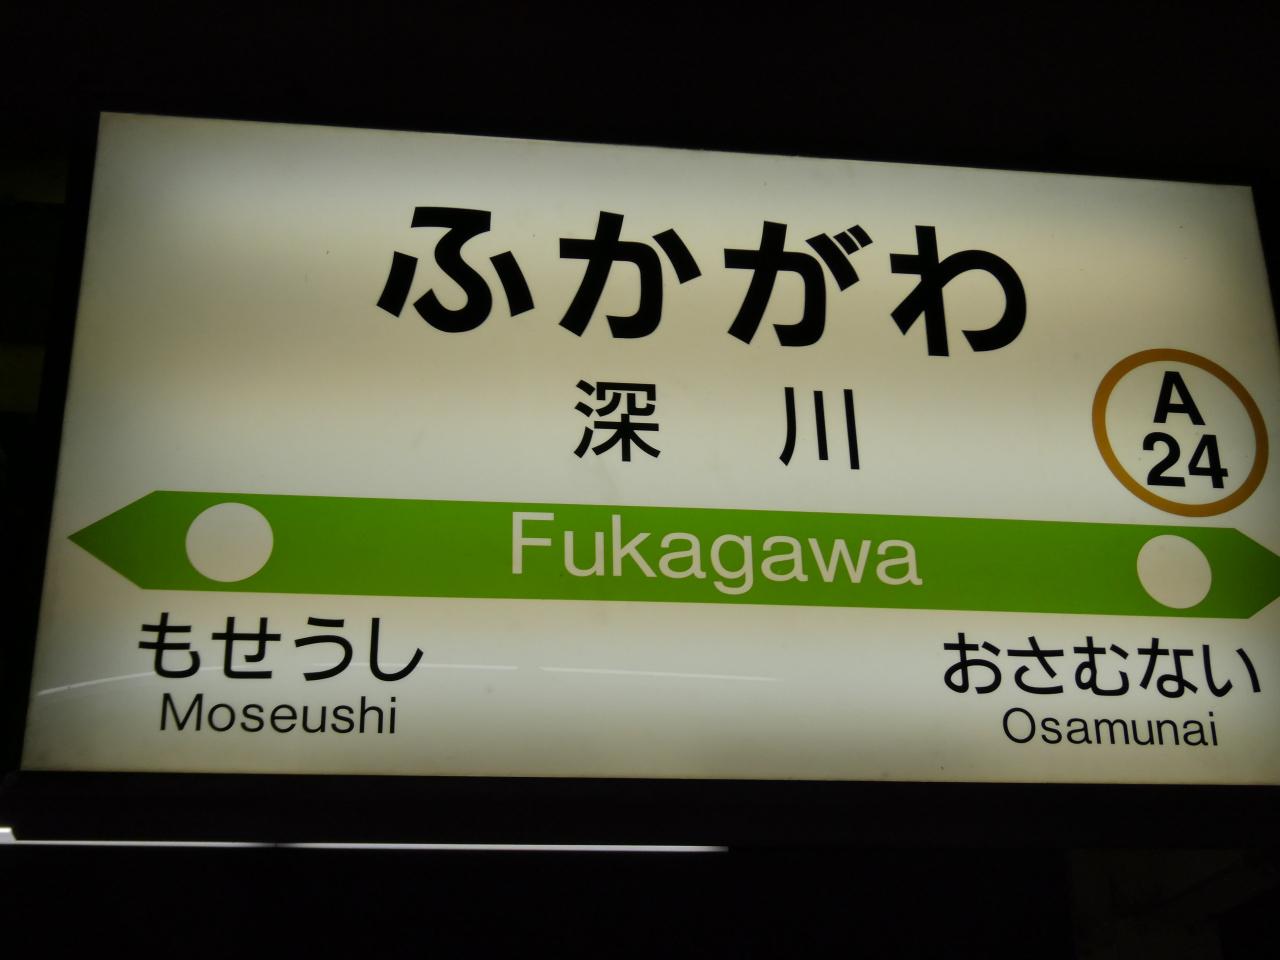 ふかがわ
深川
A
24
Fukagawa
もせうし
Moseushi
おさむない
Osamunai